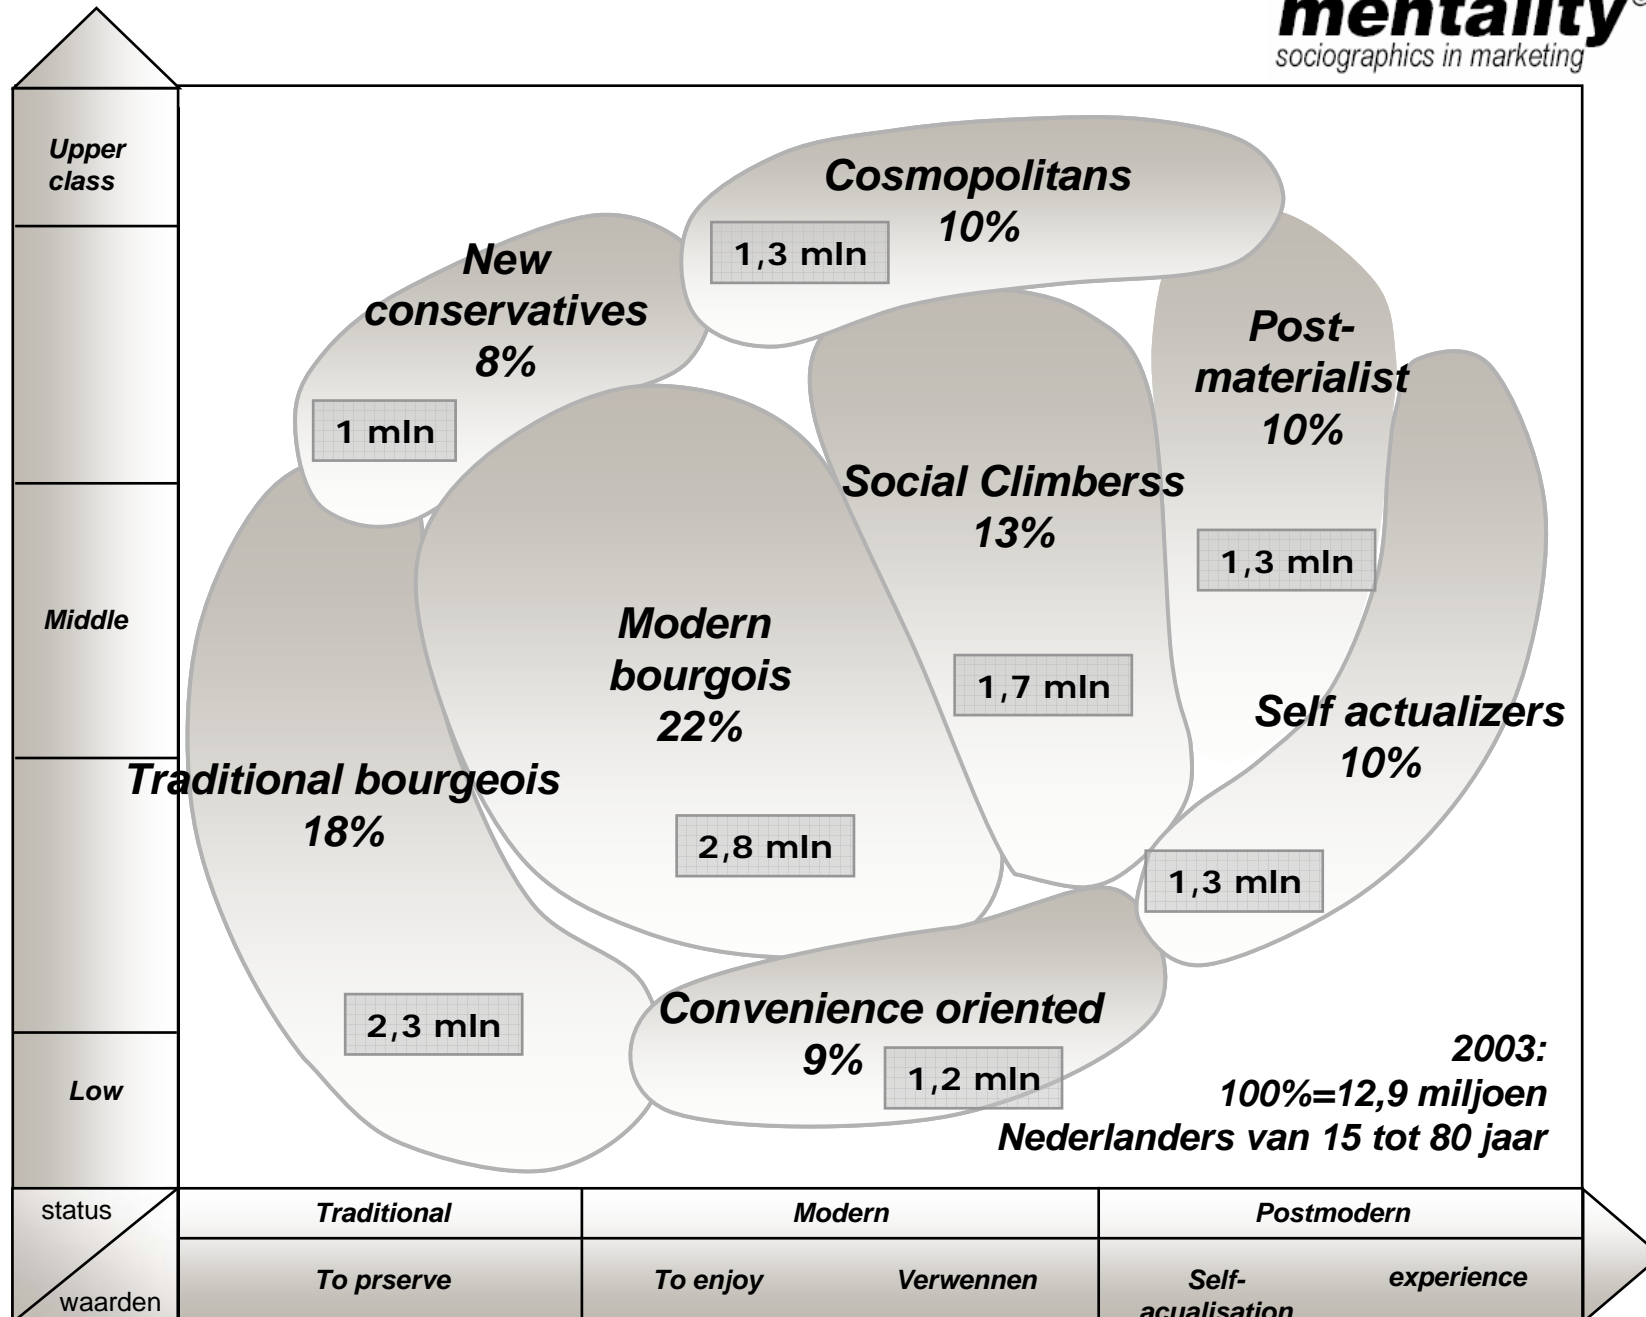 mentality
sociographics in marketing
Upper
class
Cosmopolitans
10%
1,3 mln
New
conservatives
8%
1 mln
Post-
materialist
10%
1,3 mln
Social Climberss
13%
1,7 mln
Middle
Modern
bourgois
22%
2,8 mln
Self actualizers
10%
1,3 mln
Traditional bourgeois
18%
2,3 mln
Convenience oriented
9%
1,2 mln
Low
2003:
100%=12,9 miljoen
Nederlanders van 15 tot 80 jaar
status
waarden
Traditional
Modern
Postmodern
To prserve
To enjoy
Verwennen
Self-
acualisation
experience